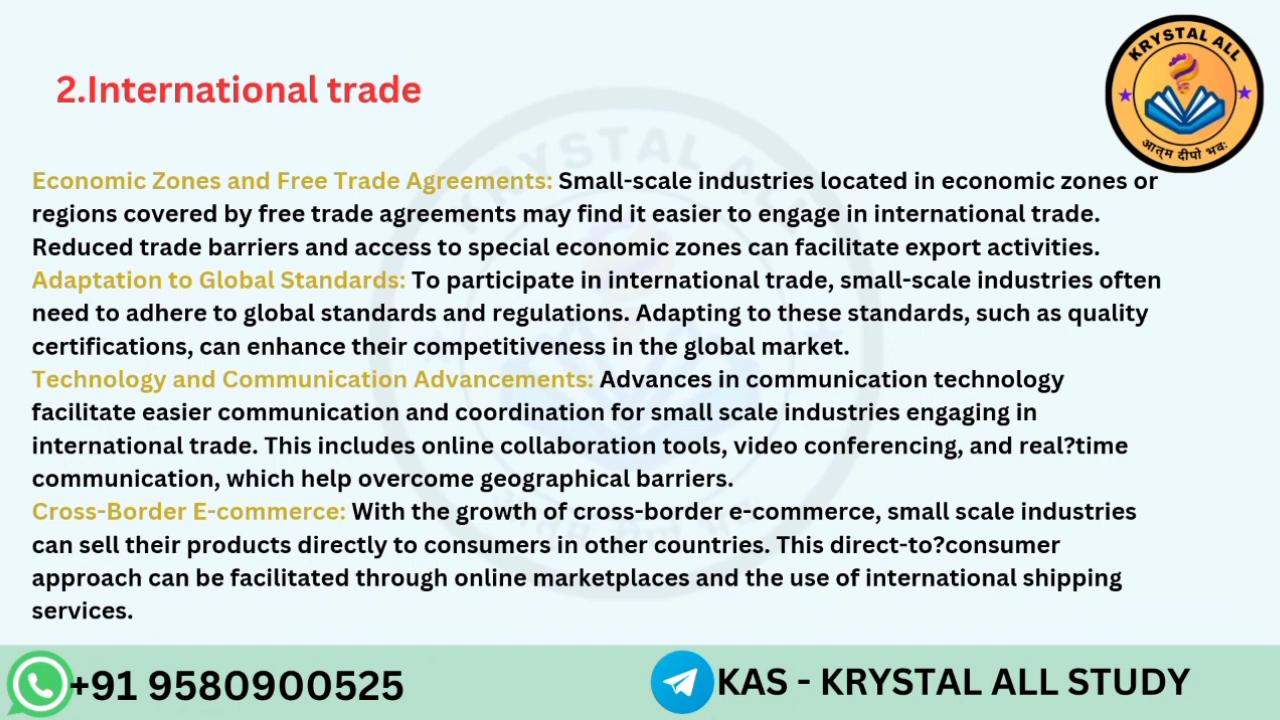 KRYSTAL ALL
आत्म दीपो भवः
2.International trade
Economic Zones and Free Trade Agreements: Small-scale industries located in economic zones or
regions covered by free trade agreements may find it easier to engage in international trade.
Reduced trade barriers and access to special economic zones can facilitate export activities.
Adaptation to Global Standards: To participate in international trade, small-scale industries often
need to adhere to global standards and regulations. Adapting to these standards, such as quality
certifications, can enhance their competitiveness in the global market.
Technology and Communication Advancements: Advances in communication technology
facilitate easier communication and coordination for small scale industries engaging in
international trade. This includes online collaboration tools, video conferencing, and real?time
communication, which help overcome geographical barriers.
Cross-Border E-commerce: With the growth of cross-border e-commerce, small scale industries
can sell their products directly to consumers in other countries. This direct-to?consumer
approach can be facilitated through online marketplaces and the use of international shipping
services.
+91 9580900525
KAS - KRYSTAL ALL STUDY